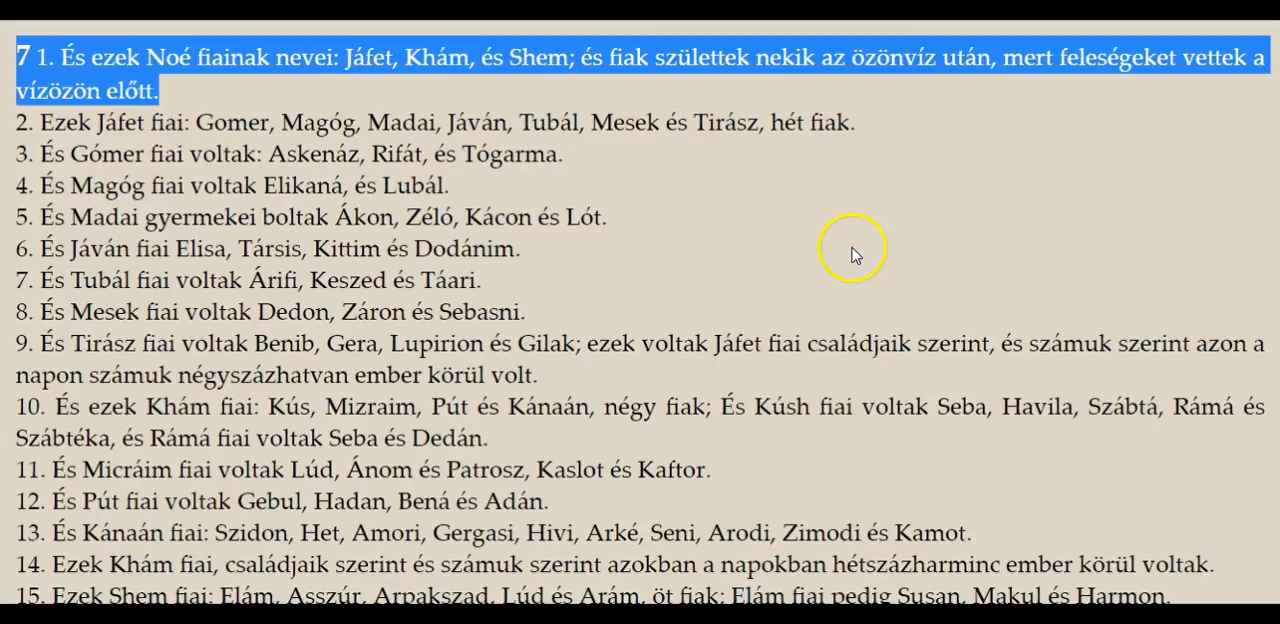 7 1. És ezek Noé fiainak nevei: Jáfet, Khám, és Shem; és fiak születtek nekik az özönvíz után, mert feleségeket vettek a
vízözön előtt.
2. Ezek Jáfet fiai: Gomer, Magóg, Madai, Jáván, Tubál, Mesek és Tirász, hét fiak.
3. És Gómer fiai voltak: Askenáz, Rifát, és Tógarma.
4. És Magóg fiai voltak Elikaná, és Lubál.
5. És Madai gyermekei boltak Ákon, Zéló, Kácon és Lót.
6. És Jáván fiai Elisa, Társis, Kittim és Dodánim.
7. És Tubál fiai voltak Árifi, Keszed és Táari.
8. És Mesek fiai voltak Dedon, Záron és Sebasni.
9. És Tirász fiai voltak Benib, Gera, Lupirion és Gilak; ezek voltak Jáfet fiai családjaik szerint, és számuk szerint azon a
napon számuk négyszázhatvan ember körül volt.
10. És ezek Khám fiai: Kús, Mizraim, Pút és Kánaán, négy fiak; És Kúsh fiai voltak Seba, Havila, Szábtá, Rámá és
Szábtéka, és Rámá fiai voltak Seba és Dedán.
11. És Micráim fiai voltak Lúd, Ánom és Patrosz, Kaslot és Kaftor.
12. És Pút fiai voltak Gebul, Hadan, Bená és Adán.
13. És Kánaán fiai: Szidon, Het, Amori, Gergasi, Hivi, Arké, Seni, Arodi, Zimodi és Kamot.
14. Ezek Khám fiai, családjaik szerint és számuk szerint azokban a napokban hétszázharminc ember körül voltak.
15. Ezek Shem fiai: Elám, Asszúr, Arpakszad, Lúd és Arám, öt fiak; Elám fiai pedig Susan, Makul és Harmon.